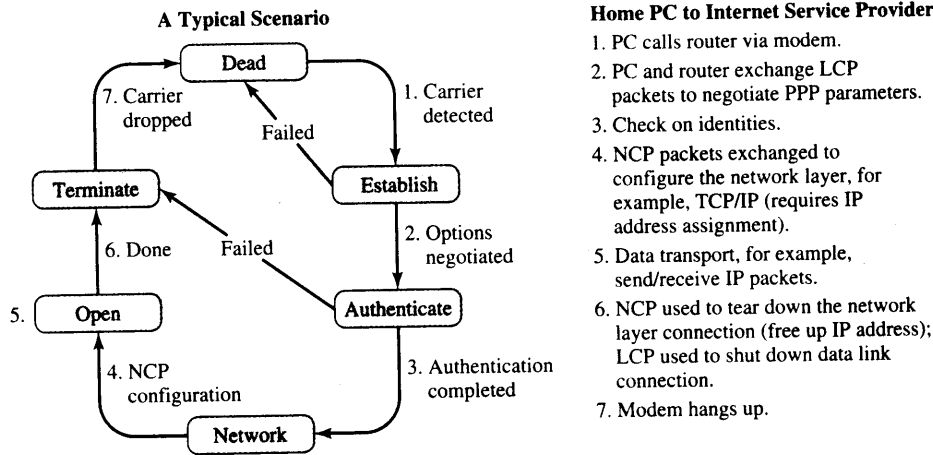 A Typical Scenario
Dead
7. Carrier
dropped
1. Carrier
detected
Failed
Terminate
Establish
6. Done
Failed
2. Options
negotiated
5.
Open
Authenticate
4. NCP
configuration
3. Authentication
completed
Network
Home PC to Internet Service Provider
1. PC calls router via modem.
2. PC and router exchange LCP
packets to negotiate PPP parameters.
3. Check on identities.
4. NCP packets exchanged to
configure the network layer, for
example, TCP/IP (requires IP
address assignment).
5. Data transport, for example,
send/receive IP packets.
6. NCP used to tear down the network
layer connection (free up IP address);
LCP used to shut down data link
connection.
7. Modem hangs up.